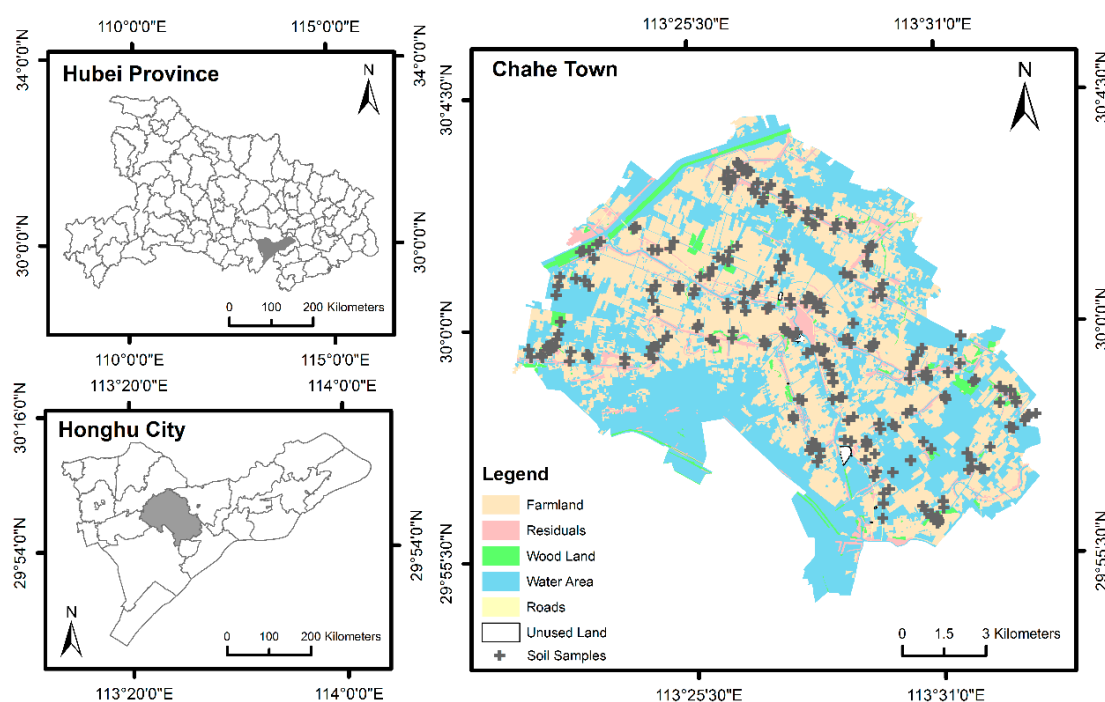 110°0'0"E 115°0'0"E
34°0'0"N
34°0'0"N
Hubei Province
N
30°0'0"N
30°0'0"N
0 100 200 Kilometers
110°0'0"E 115°0'0"E
113°20'0"E 114°0'0"E
30°16'0"N
Honghu City
29°54'0"N
29°54'0"N
N
0 100 200 Kilometers
113°20'0"E 114°0'0"E
113°25'30"E 113°31'0"E
Chahe Town
N
30°4'30"N
30°4'30"N
30°0'0"N
30°0'0"N
29°55'30"N
29°55'30"N
Legend
Farmland
Residuals
Wood Land
Water Area
Roads
Unused Land
Soil Samples
0 1.5 3 Kilometers
113°25'30"E 113°31'0"E